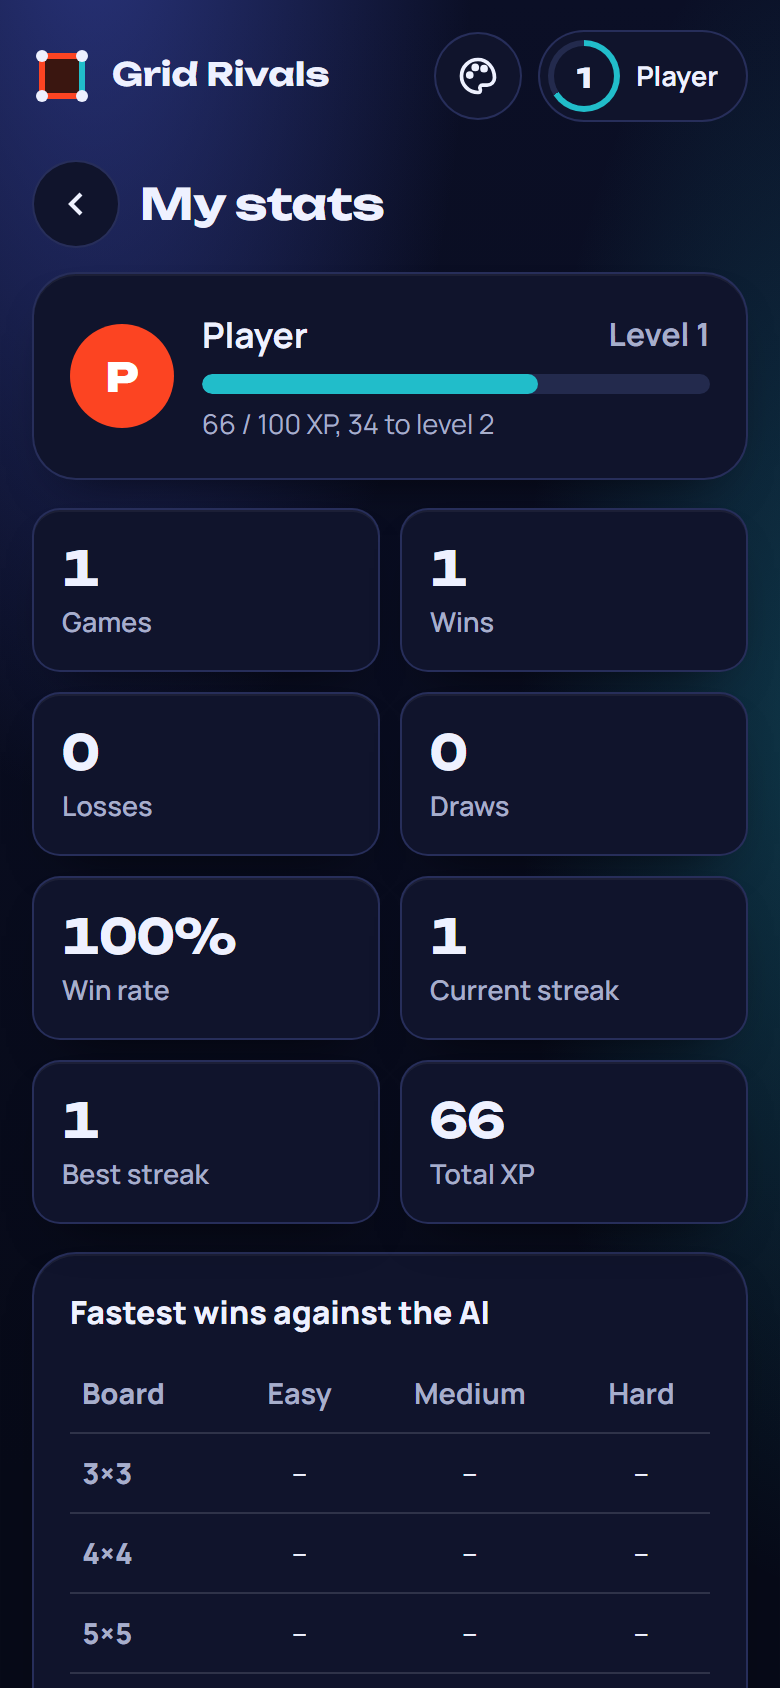 Grid Rivals
1 Player
My stats
P
Player
Level 1
66 / 100 XP, 34 to level 2
1
Games
1
Wins
0
Losses
0
Draws
100%
Win rate
1
Current streak
1
Best streak
66
Total XP
Fastest wins against the AI
Board Easy Medium Hard
3×3 – – –
4×4 – – –
5×5 – – –